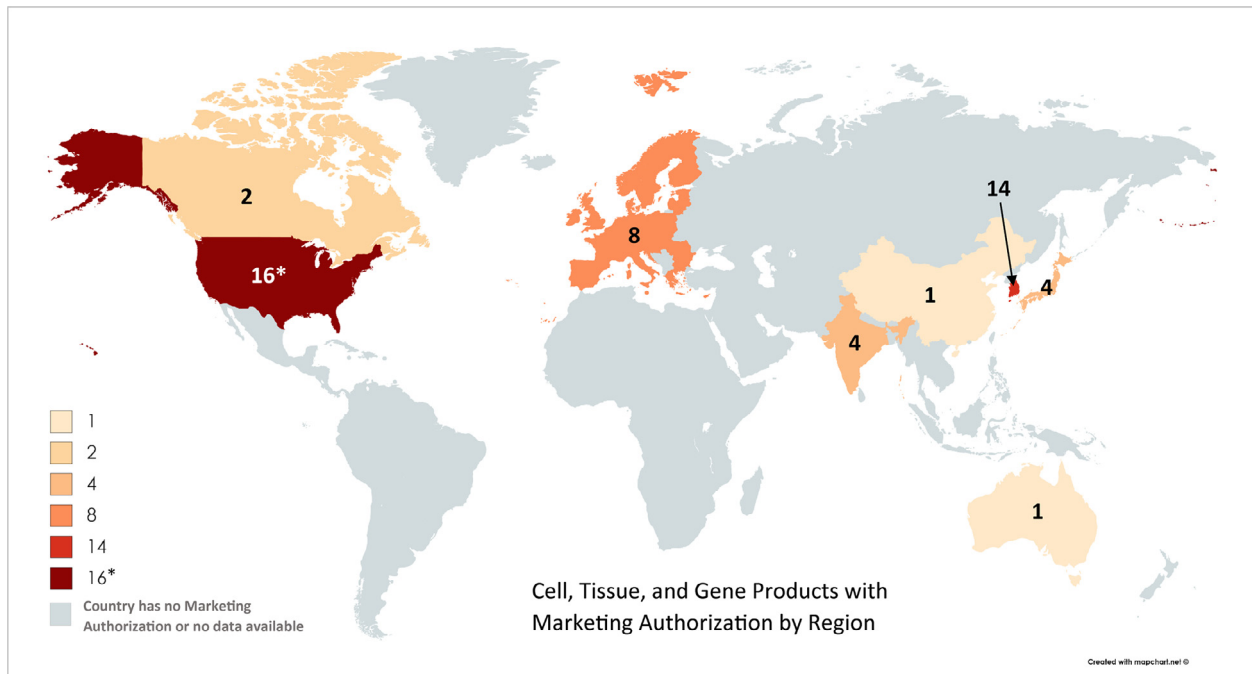 14
2
8
16*
1
4
4
1
1
2
4
8
14
16*
Country has no Marketing
Authorization or no data available
Cell, Tissue, and Gene Products with
Marketing Authorization by Region
Created with mapchart.net ©